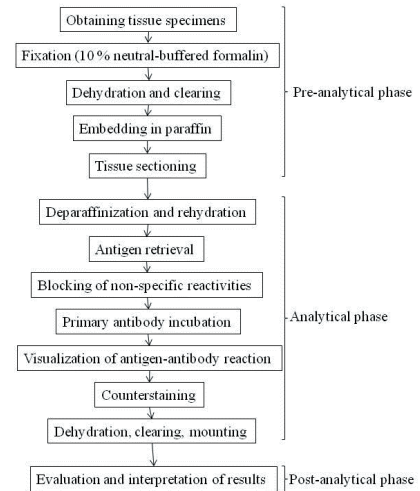 Obtaining tissue specimens
Fixation (10 % neutral-buffered formalin)
Dehydration and clearing
Pre-analytical phase
Embedding in paraffin
Tissue sectioning
Deparaffinization and rehydration
Antigen retrieval
Blocking of non-specific reactivities
Primary antibody incubation
Analytical phase
Visualization of antigen-antibody reaction
Counterstaining
Dehydration, clearing, mounting
Evaluation and interpretation of results
Post-analytical phase